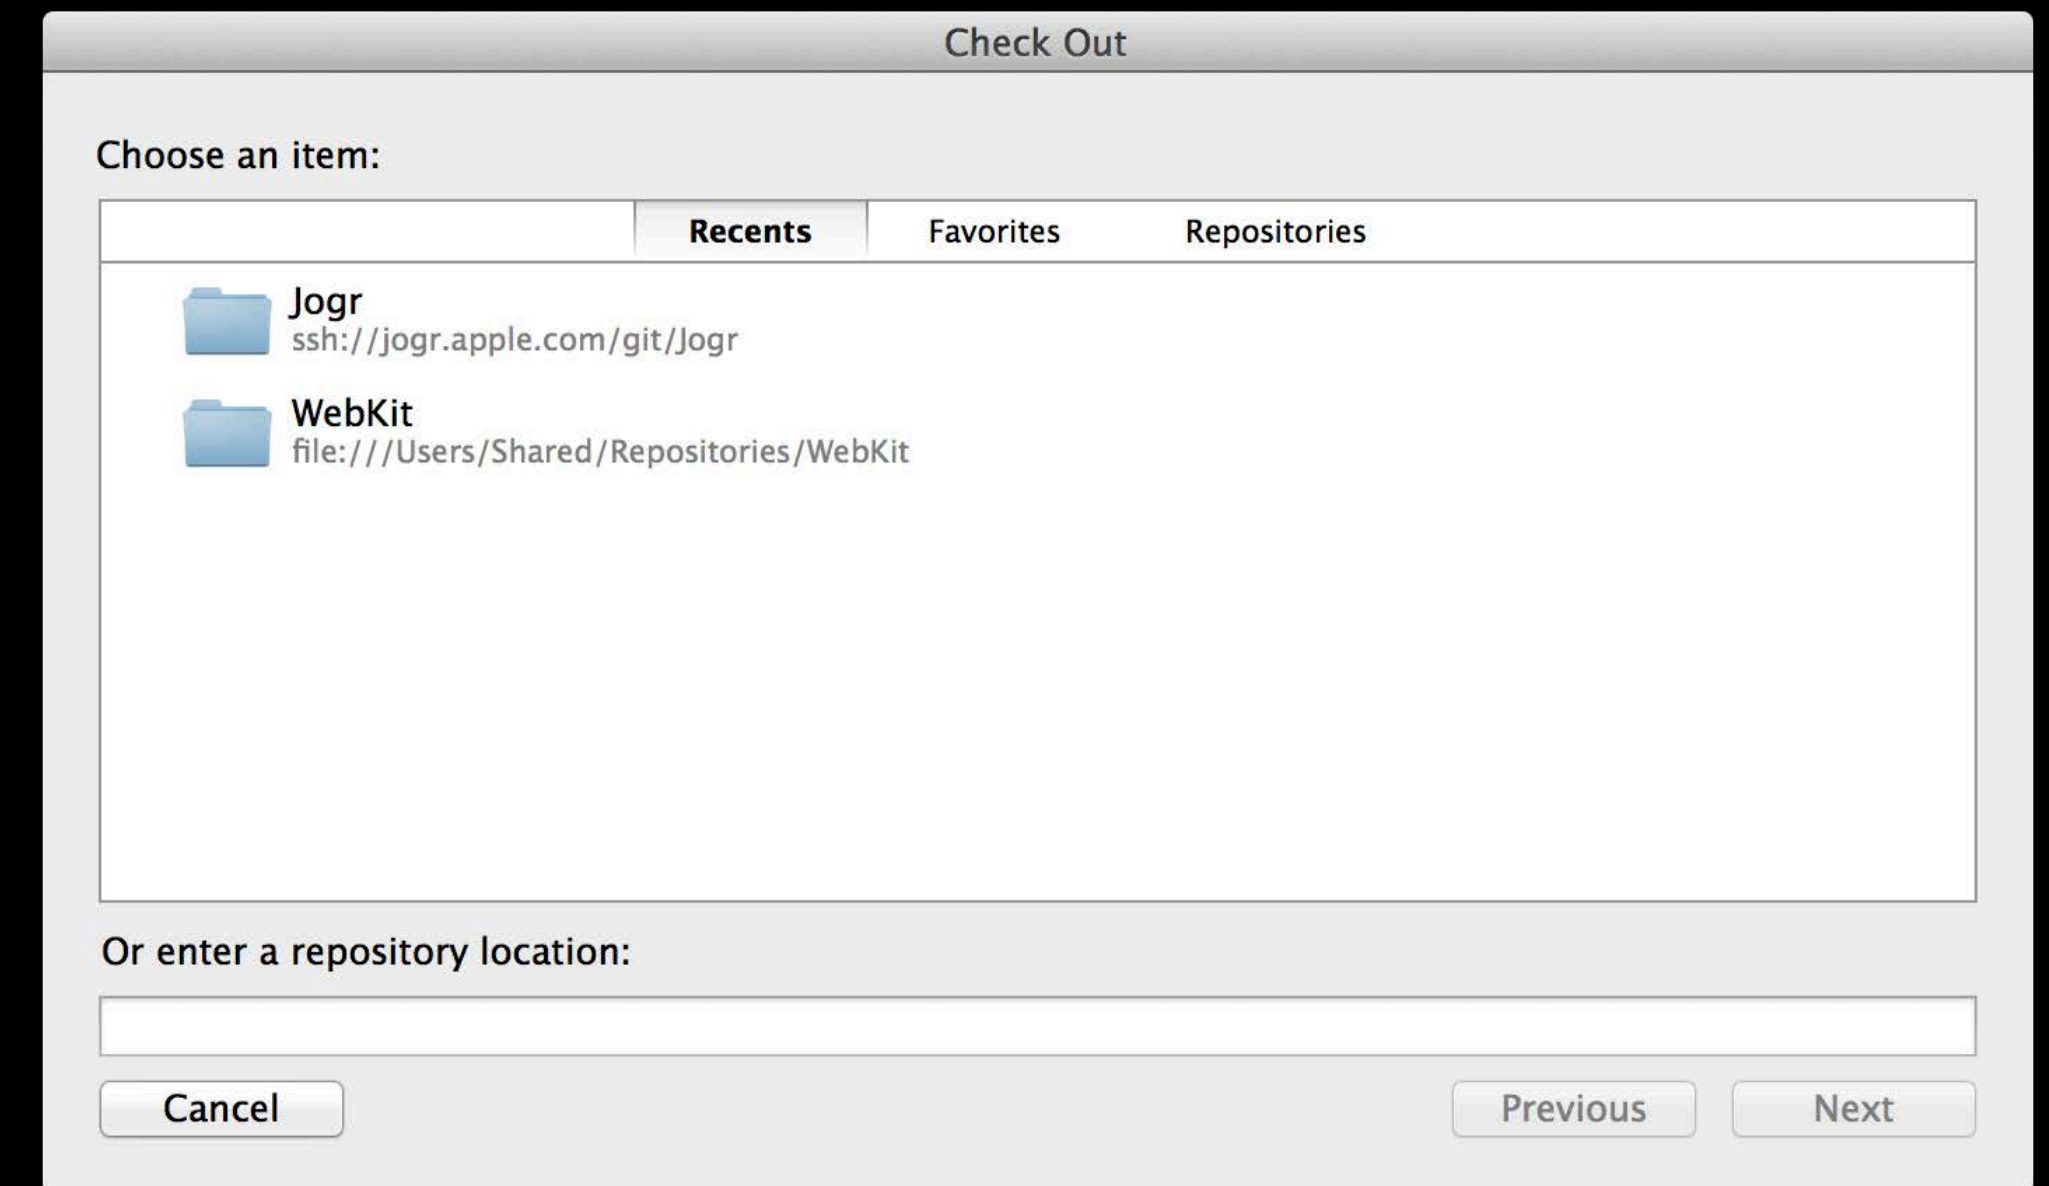 Check Out
Choose an item:
Recents Favorites Repositories
Jogr
ssh://jogr.apple.com/git/Jogr
WebKit
file:///Users/Shared/Repositories/WebKit
Or enter a repository location:
Cancel Previous Next